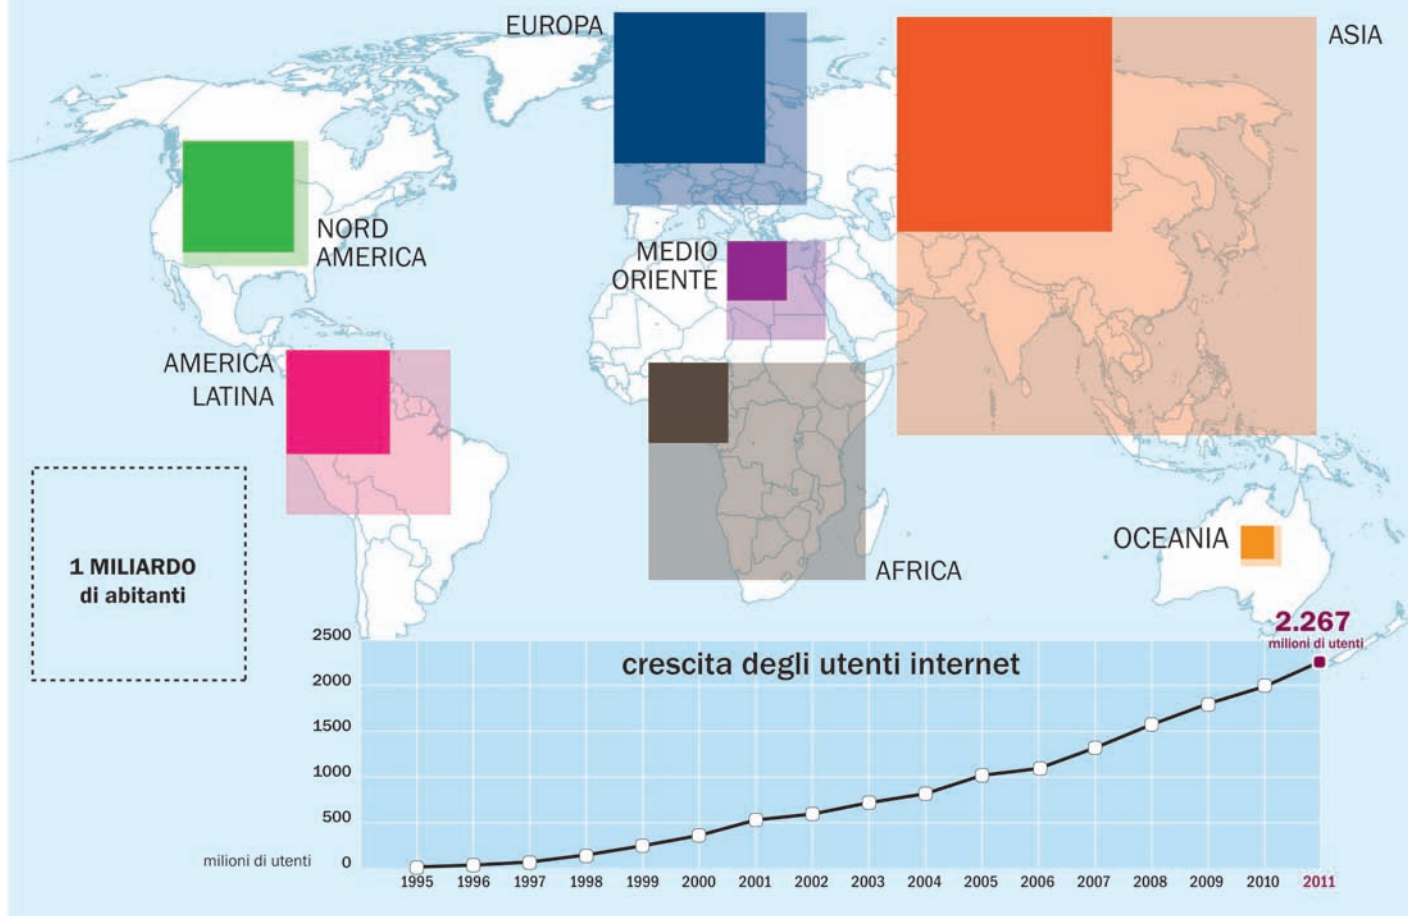 EUROPA
ASIA
NORD
AMERICA
MEDIO
ORIENTE
AMERICA
LATINA
1 MILIARDO
di abitanti
AFRICA
OCEANIA
2.267
milioni di utenti
crescita degli utenti internet
2500
2000
1500
1000
500
milioni di utenti 0
1995 1996 1997 1998 1999 2000 2001 2002 2003 2004 2005 2006 2007 2008 2009 2010 2011